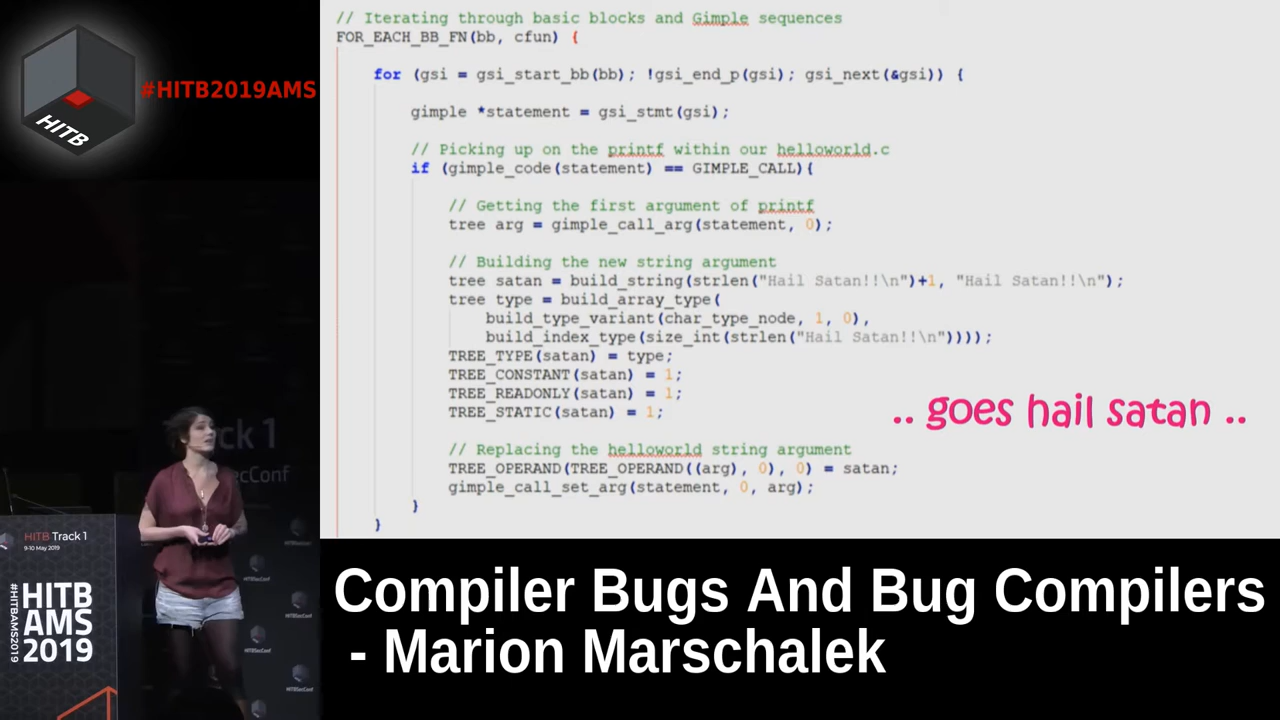 HITB
#HITB2019AMS
// Iterating through basic blocks and Gimple sequences
FOR_EACH_BB_FN(bb, cfun) {
for (gsi = gsi_start_bb(bb); !gsi_end_p(gsi); gsi_next(&gsi)) {
gimple *statement = gsi_stmt(gsi);
// Picking up on the printf within our helloworld.c
if (gimple_code(statement) == GIMPLE_CALL){
// Getting the first argument of printf
tree arg = gimple_call_arg(statement, 0);
// Building the new string argument
tree satan = build_string(strlen("Hail Satan!!\n")+1, "Hail Satan!!\n");
tree type = build_array_type(
build_type_variant(char_type_node, 1, 0),
build_index_type(size_int(strlen("Hail Satan!!\n"))));
TREE_TYPE(satan) = type;
TREE_CONSTANT(satan) = 1;
TREE_READONLY(satan) = 1;
TREE_STATIC(satan) = 1;
// Replacing the helloworld string argument
TREE_OPERAND(TREE_OPERAND((arg), 0), 0) = satan;
gimple_call_set_arg(statement, 0, arg);
}
}
.. goes hail satan ..
HITB Track 1
9-10 May 2019
#HITBAMS2019
HITB
AMS
2019
HITBSecConf
Compiler Bugs And Bug Compilers
- Marion Marschalek